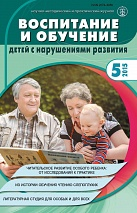 ВОСПИТАНИЕ И ОБУЧЕНИЕ
ДЕТЕЙ С НАРУШЕНИЯМИ РАЗВИТИЯ
5
2015
ЧИТАТЕЛЬСКОЕ РАЗВИТИЕ ОСОБОГО РЕБЕНКА:
ОТ ИССЛЕДОВАНИЯ К ПРАКТИКЕ
ИЗ ИСТОРИИ ОБУЧЕНИЯ ЧТЕНИЮ СЛЕПОГЛУХИХ
ЛИТЕРАТУРНАЯ СТУДИЯ ДЛЯ ОСОБЫХ И ДЛЯ ВСЕХ